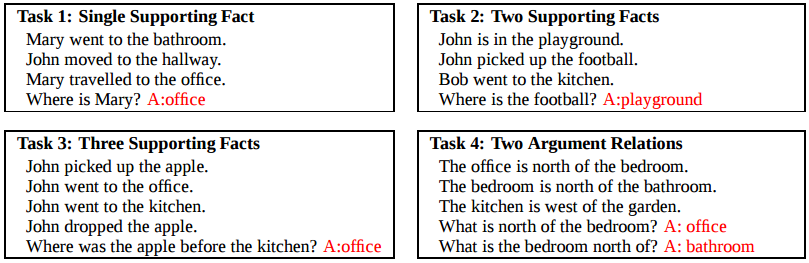 Task 1: Single Supporting Fact
Mary went to the bathroom.
John moved to the hallway.
Mary travelled to the office.
Where is Mary? A:office
Task 2: Two Supporting Facts
John is in the playground.
John picked up the football.
Bob went to the kitchen.
Where is the football? A:playground
Task 3: Three Supporting Facts
John picked up the apple.
John went to the office.
John went to the kitchen.
John dropped the apple.
Where was the apple before the kitchen? A:office
Task 4: Two Argument Relations
The office is north of the bedroom.
The bedroom is north of the bathroom.
The kitchen is west of the garden.
What is north of the bedroom? A: office
What is the bedroom north of? A: bathroom